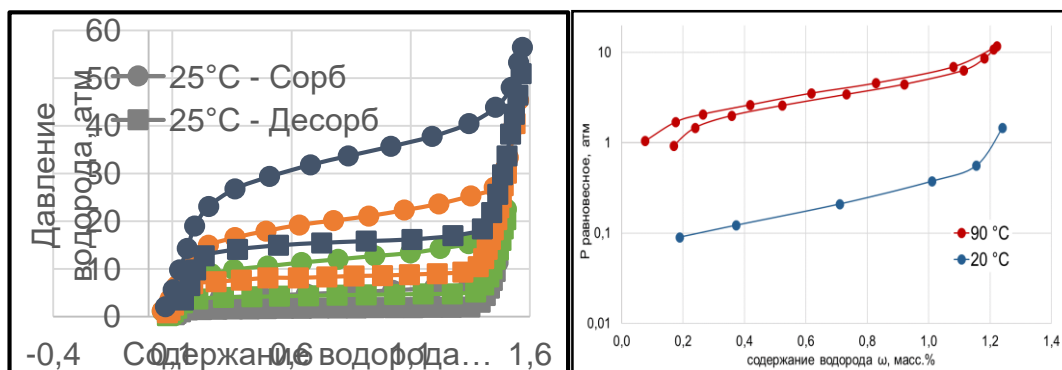 60
50
40
30
20
10
0
Давление
водорода, атм
25°C - Сорб
25°C - Десорб
-0,4
0,1
0,6
1,1
1,6
Содержание водорода…
10
1
0,1
0,01
P равновесное, атм
90 °C
20 °C
0,0
0,2
0,4
0,6
0,8
1,0
1,2
1,4
содержание водорода ω, масс.%